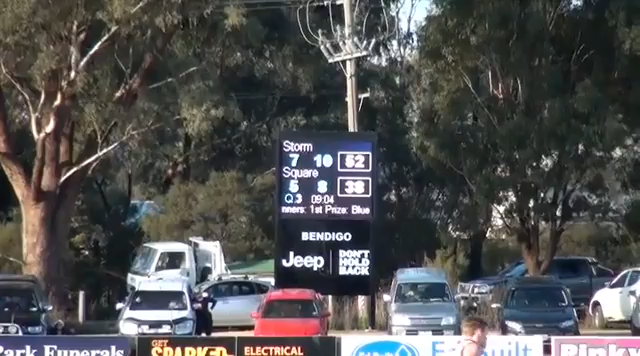 Storm
7 10 52
Square
5 8 38
Q.3 09:04
nners: 1st Prize: Blue
BENDIGO
Jeep DON'T HOLD BACK
Park Funerals
GET SPARKED
ELECTRICAL